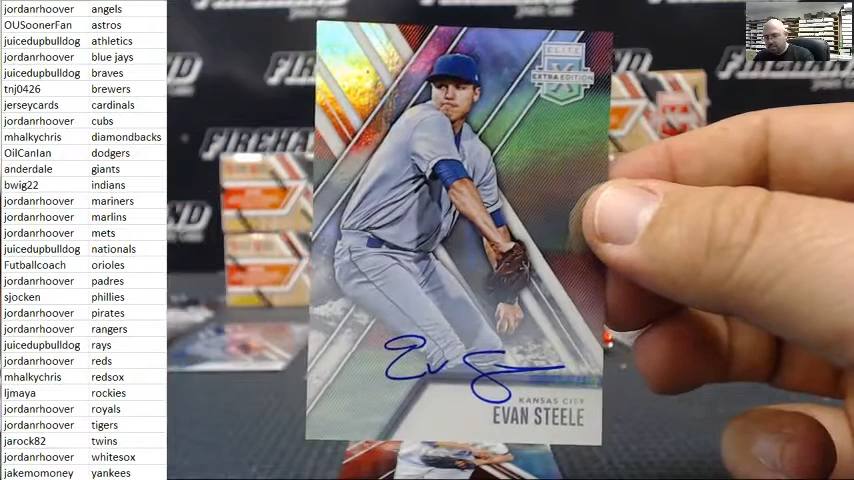 jordanrhoover angels
OUSoonerFan astros
juicedupbulldog athletics
jordanrhoover blue jays
juicedupbulldog braves
tnj0426 brewers
jerseycards cardinals
jordanrhoover cubs
mhalkychris diamondbacks
OilCanIan dodgers
anderdale giants
bwig22 indians
jordanrhoover mariners
jordanrhoover marlins
jordanrhoover mets
juicedupbulldog nationals
Futballcoach orioles
jordanrhoover padres
sjocken phillies
jordanrhoover pirates
jordanrhoover rangers
juicedupbulldog rays
jordanrhoover reds
mhalkychris redsox
ljmaya rockies
jordanrhoover royals
jordanrhoover tigers
jarock82 twins
jordanrhoover whitesox
jakemomoney yankees
ELITE
EXTRA EDITION
KANSAS CITY
EVAN STEELE
FIREHAND